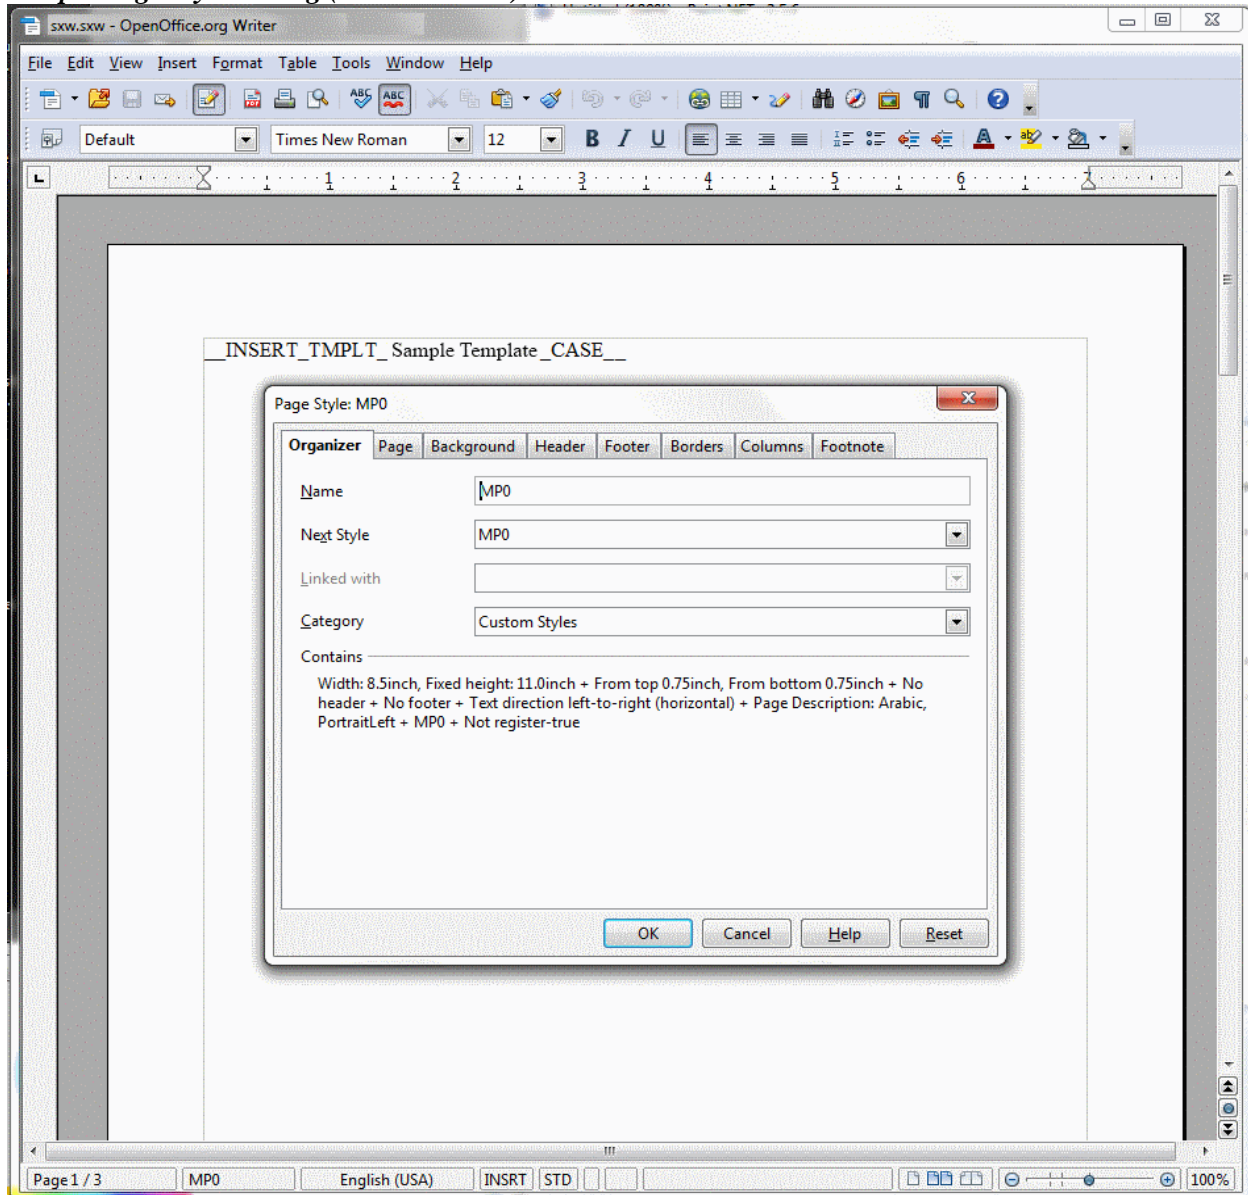 sxw.sxw - OpenOffice.org Writer
File Edit View Insert Format Table Tools Window Help
ABC ABC
Default Times New Roman 12 B I U A
1 2 3 4 5 6 7
__INSERT_TMPLT_ Sample Template _CASE__
Page Style: MP0
Organizer Page Background Header Footer Borders Columns Footnote
Name MP0
Next Style MP0
Linked with
Category Custom Styles
Contains
Width: 8.5inch, Fixed height: 11.0inch + From top 0.75inch, From bottom 0.75inch + No
header + No footer + Text direction left-to-right (horizontal) + Page Description: Arabic,
PortraitLeft + MP0 + Not register-true
OK Cancel Help Reset
Page 1 / 3 MP0 English (USA) INSRT STD 100%